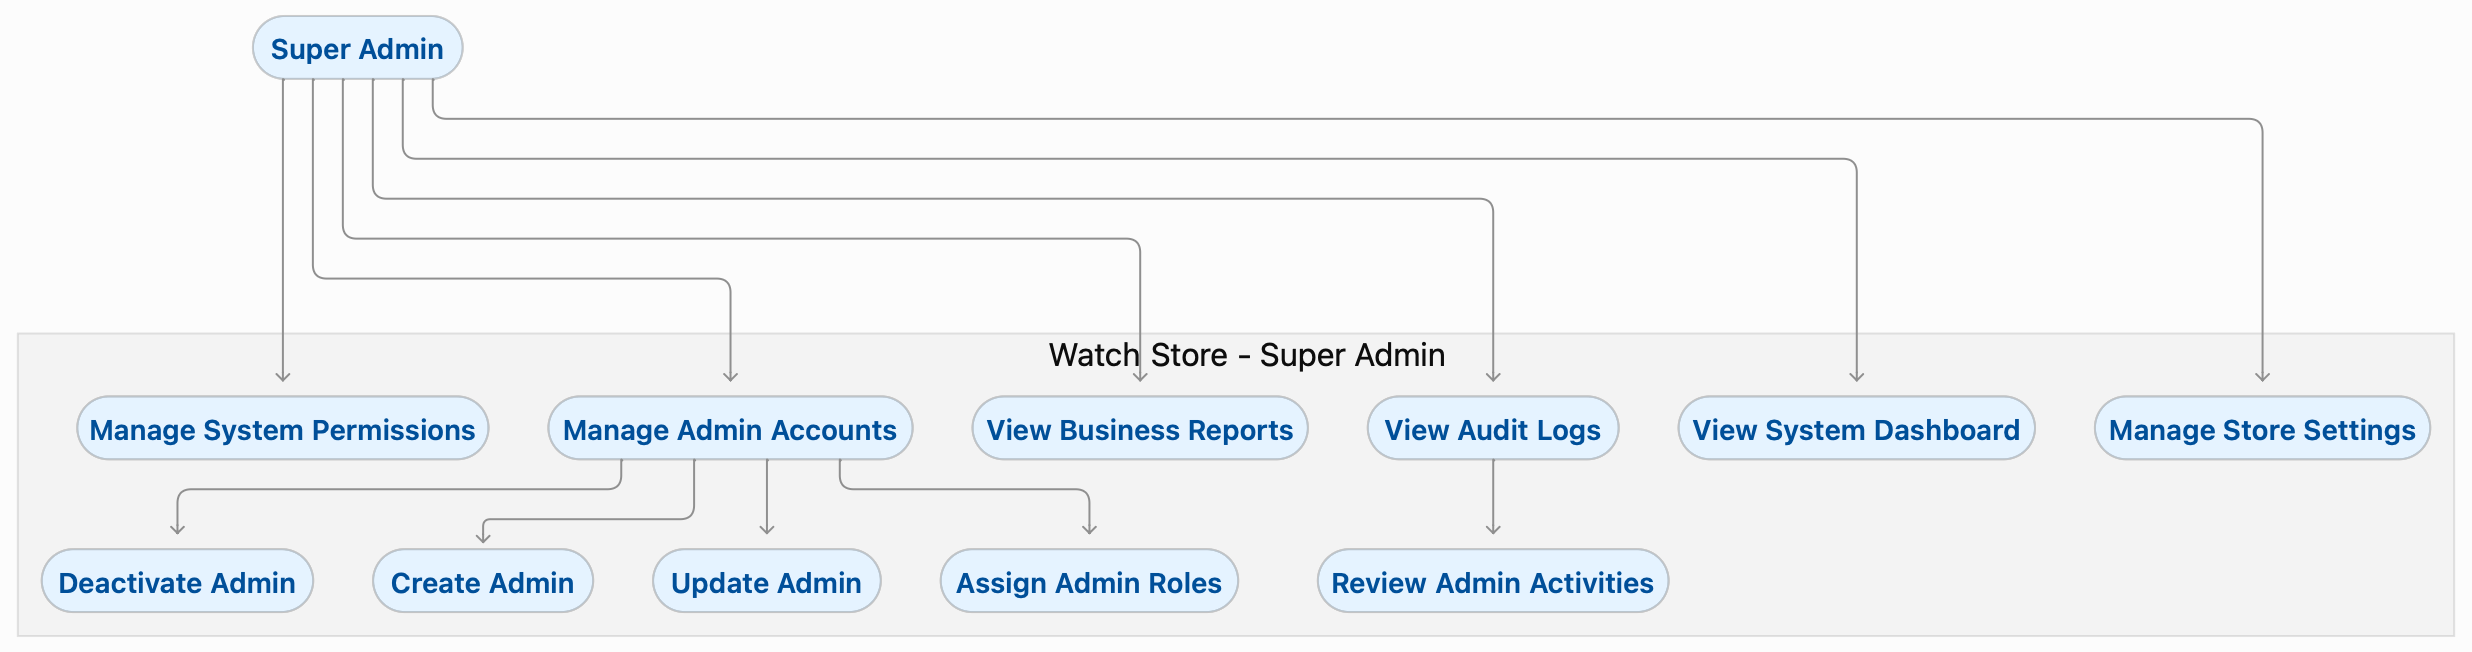 Super Admin
Watch Store - Super Admin
Manage System Permissions
Manage Admin Accounts
View Business Reports
View Audit Logs
View System Dashboard
Manage Store Settings
Deactivate Admin
Create Admin
Update Admin
Assign Admin Roles
Review Admin Activities